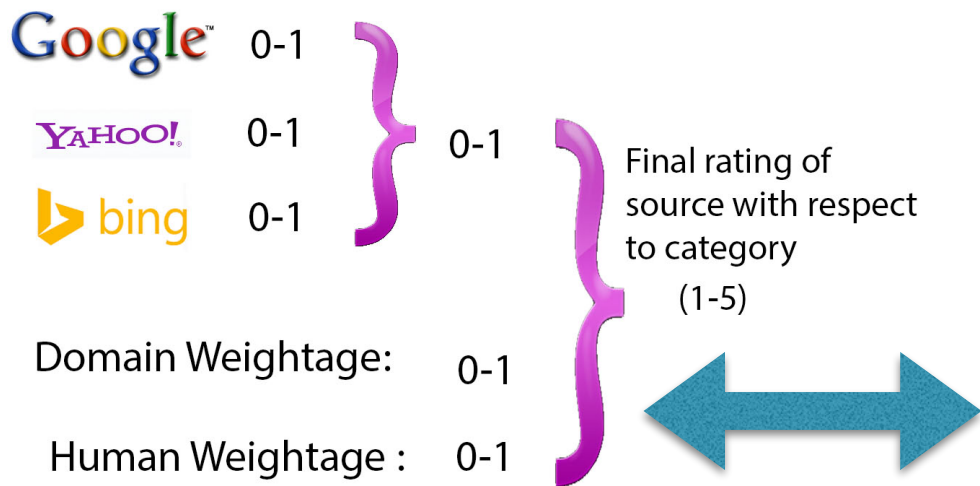 Google™ 0-1
YAHOO!® 0-1
bing 0-1
0-1
Final rating of
source with respect
to category
(1-5)
Domain Weightage: 0-1
Human Weightage : 0-1